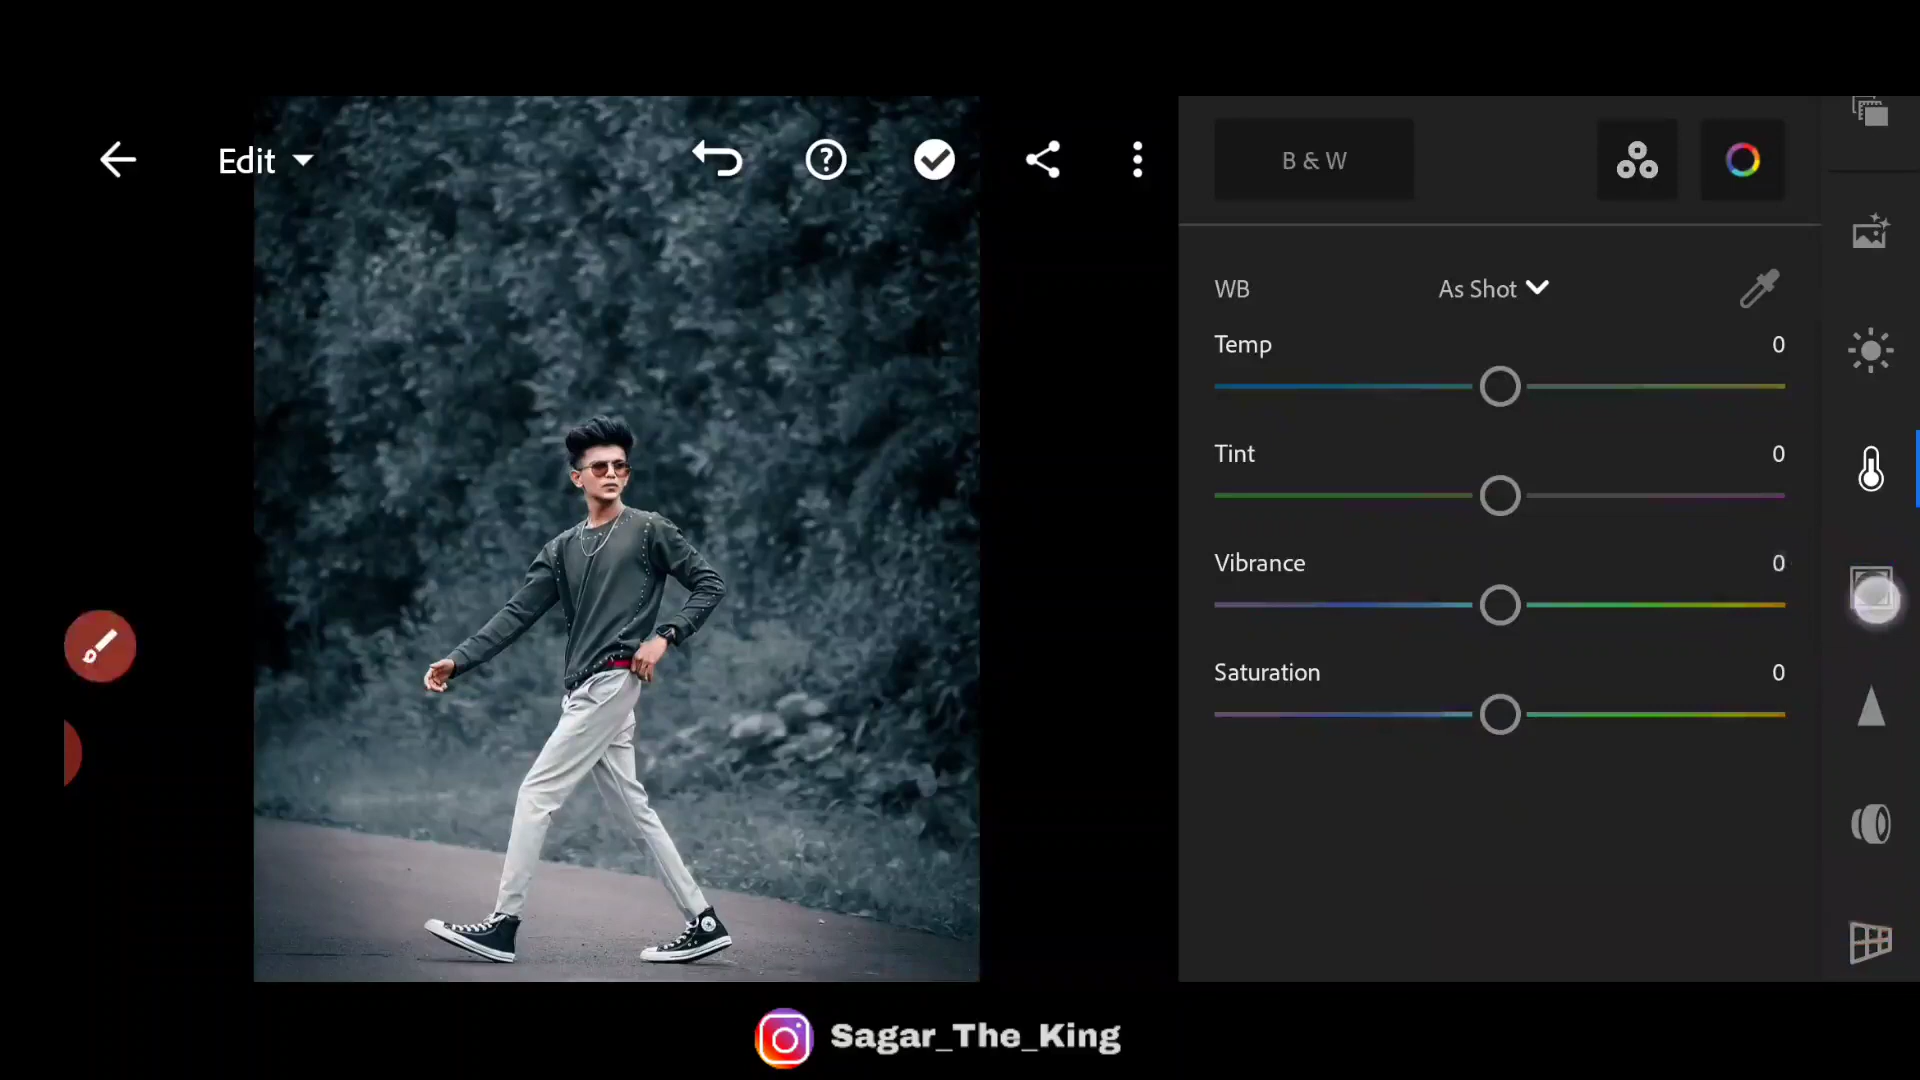 Edit
B & W
WB
As Shot
Temp
0
Tint
0
Vibrance
0
Saturation
0
Sagar_The_King